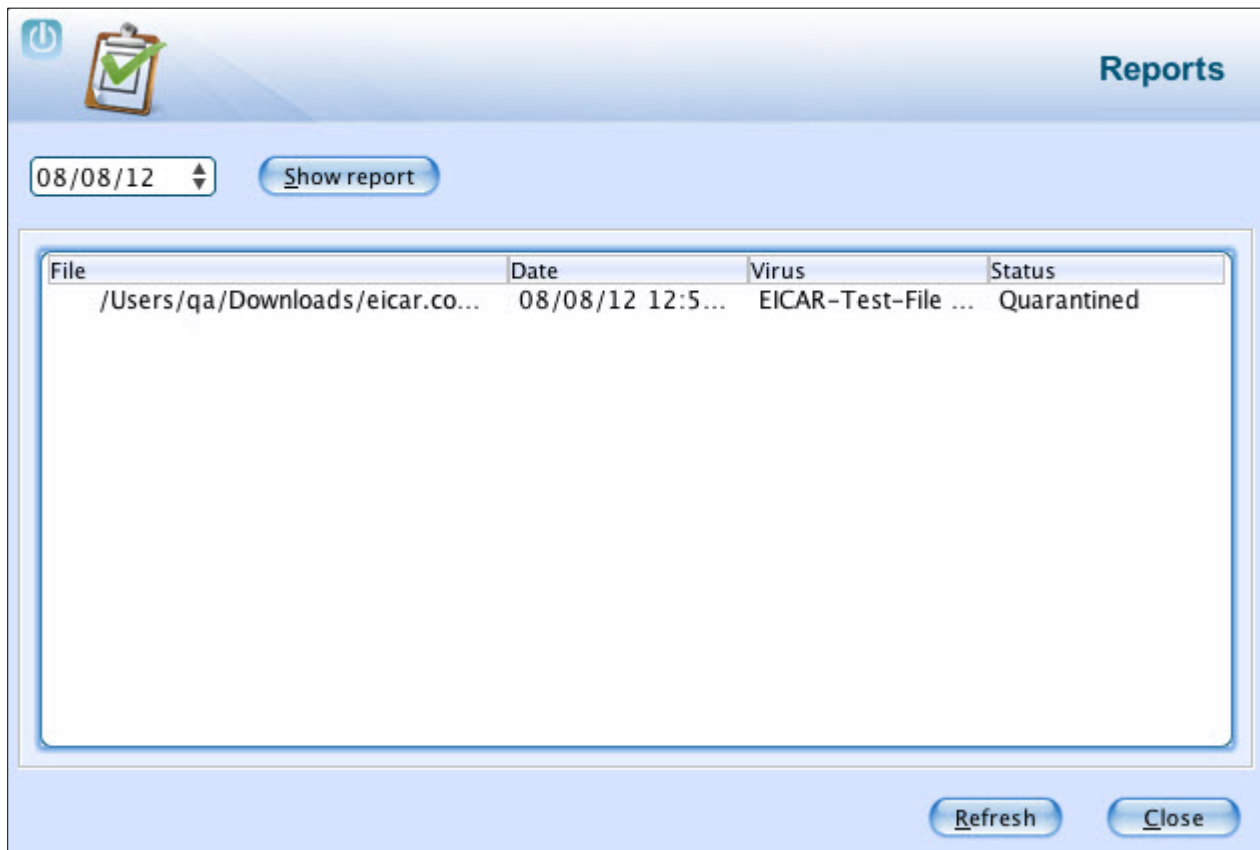 Reports
08/08/12 Show report
File Date Virus Status
/Users/qa/Downloads/eicar.co... 08/08/12 12:5... EICAR-Test-File ... Quarantined
Refresh Close